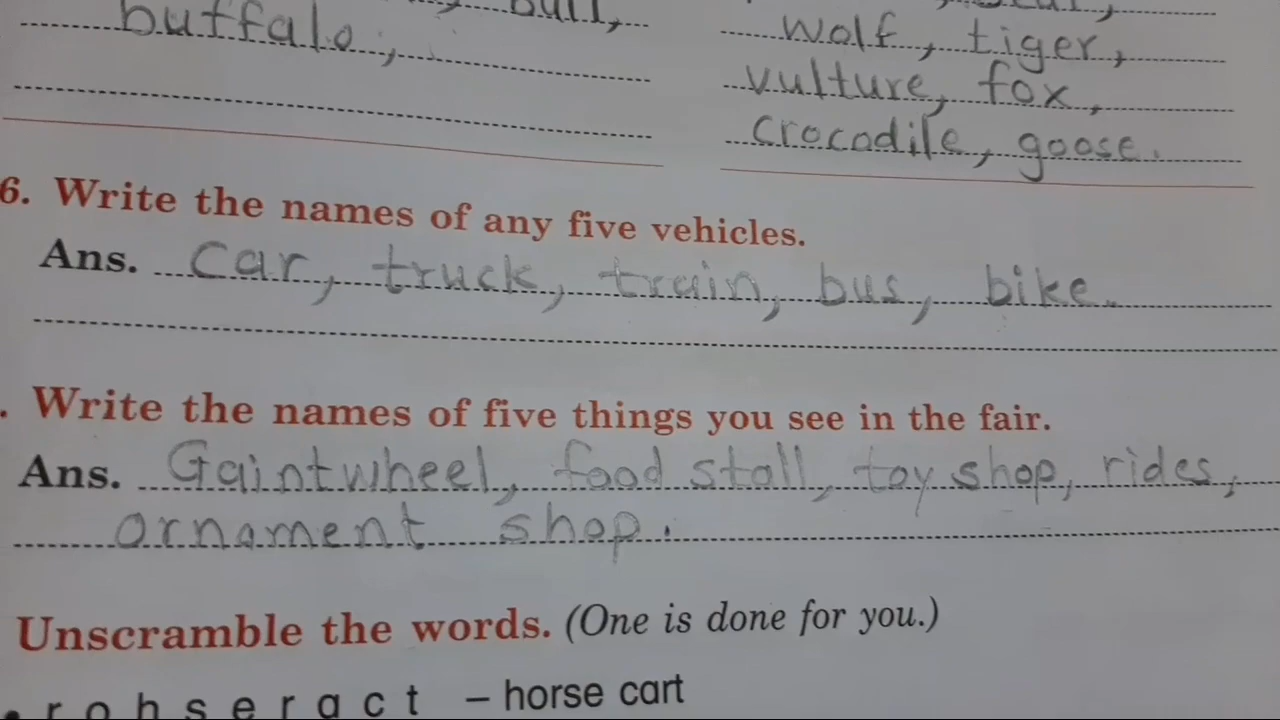 bull,
buffalo,
wolf, tiger,
vulture, fox,
crocodile, goose.
6. Write the names of any five vehicles.
Ans. Car, truck, train, bus, bike.
. Write the names of five things you see in the fair.
Ans. Gaintwheel, food stall, toy shop, rides,
ornament shop.
Unscramble the words. (One is done for you.)
r o h s e r a c t – horse cart